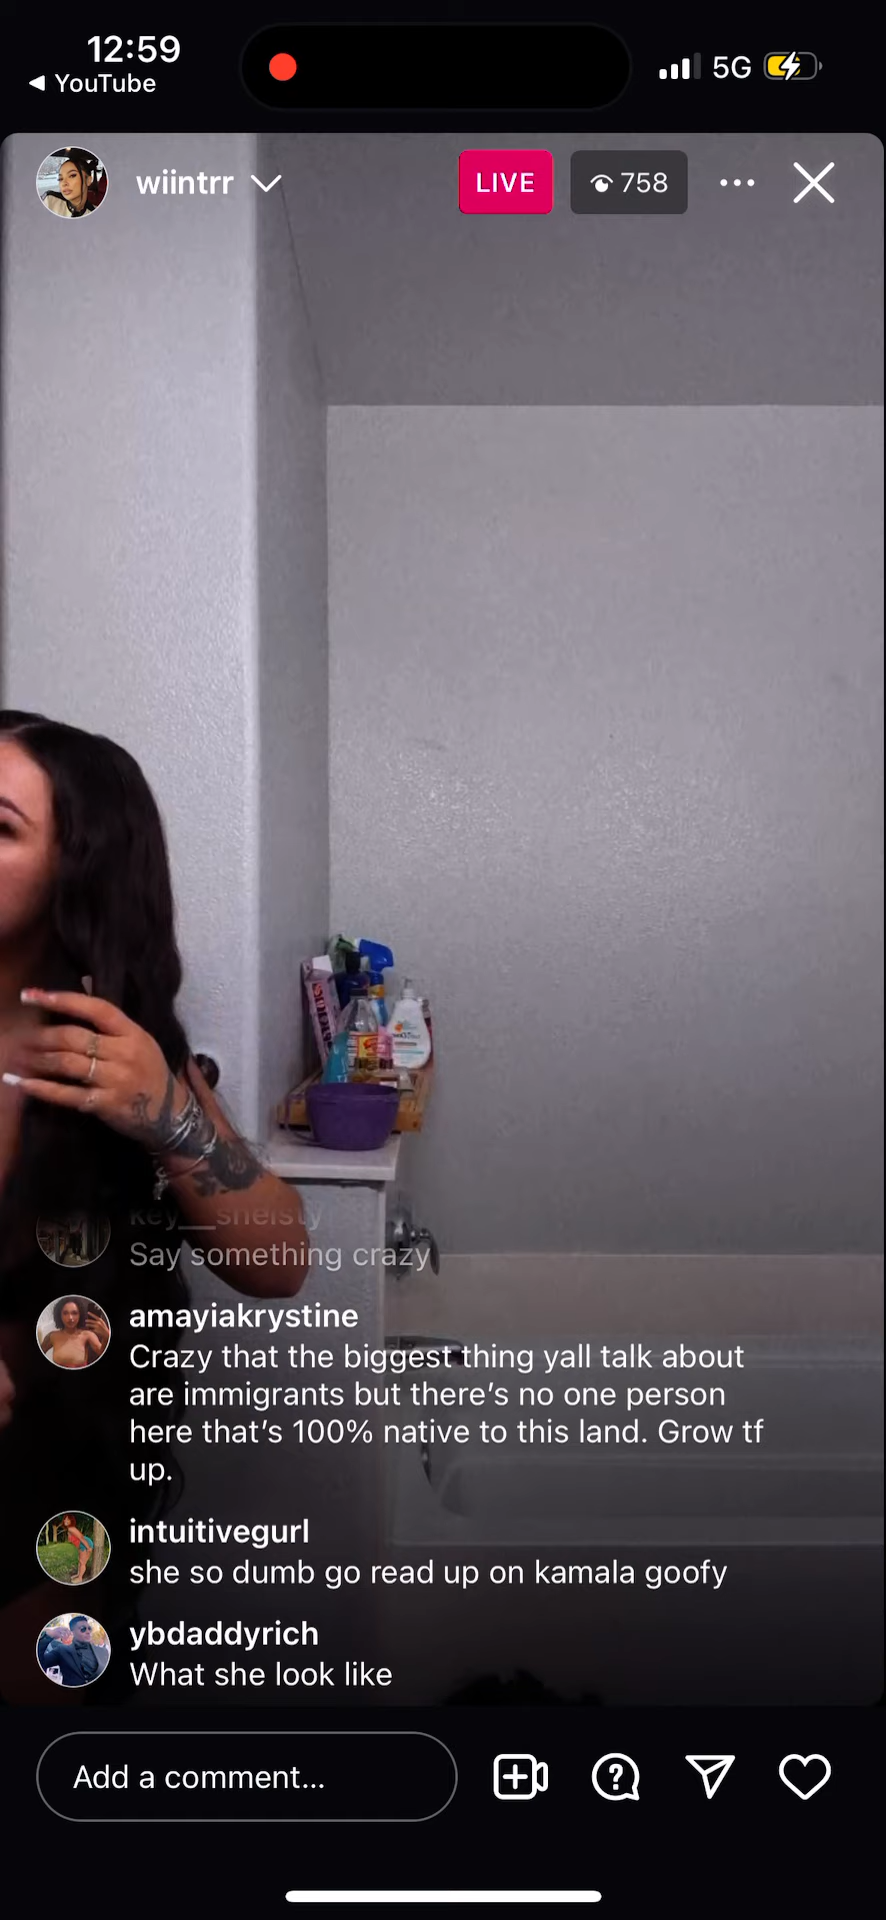 12:59
5G
YouTube
wiintrr
LIVE
758
key__sheisty
Say something crazy
amayiakrystine
Crazy that the biggest thing yall talk about
are immigrants but there's no one person
here that's 100% native to this land. Grow tf
up.
intuitivegurl
she so dumb go read up on kamala goofy
ybdaddyrich
What she look like
Add a comment...